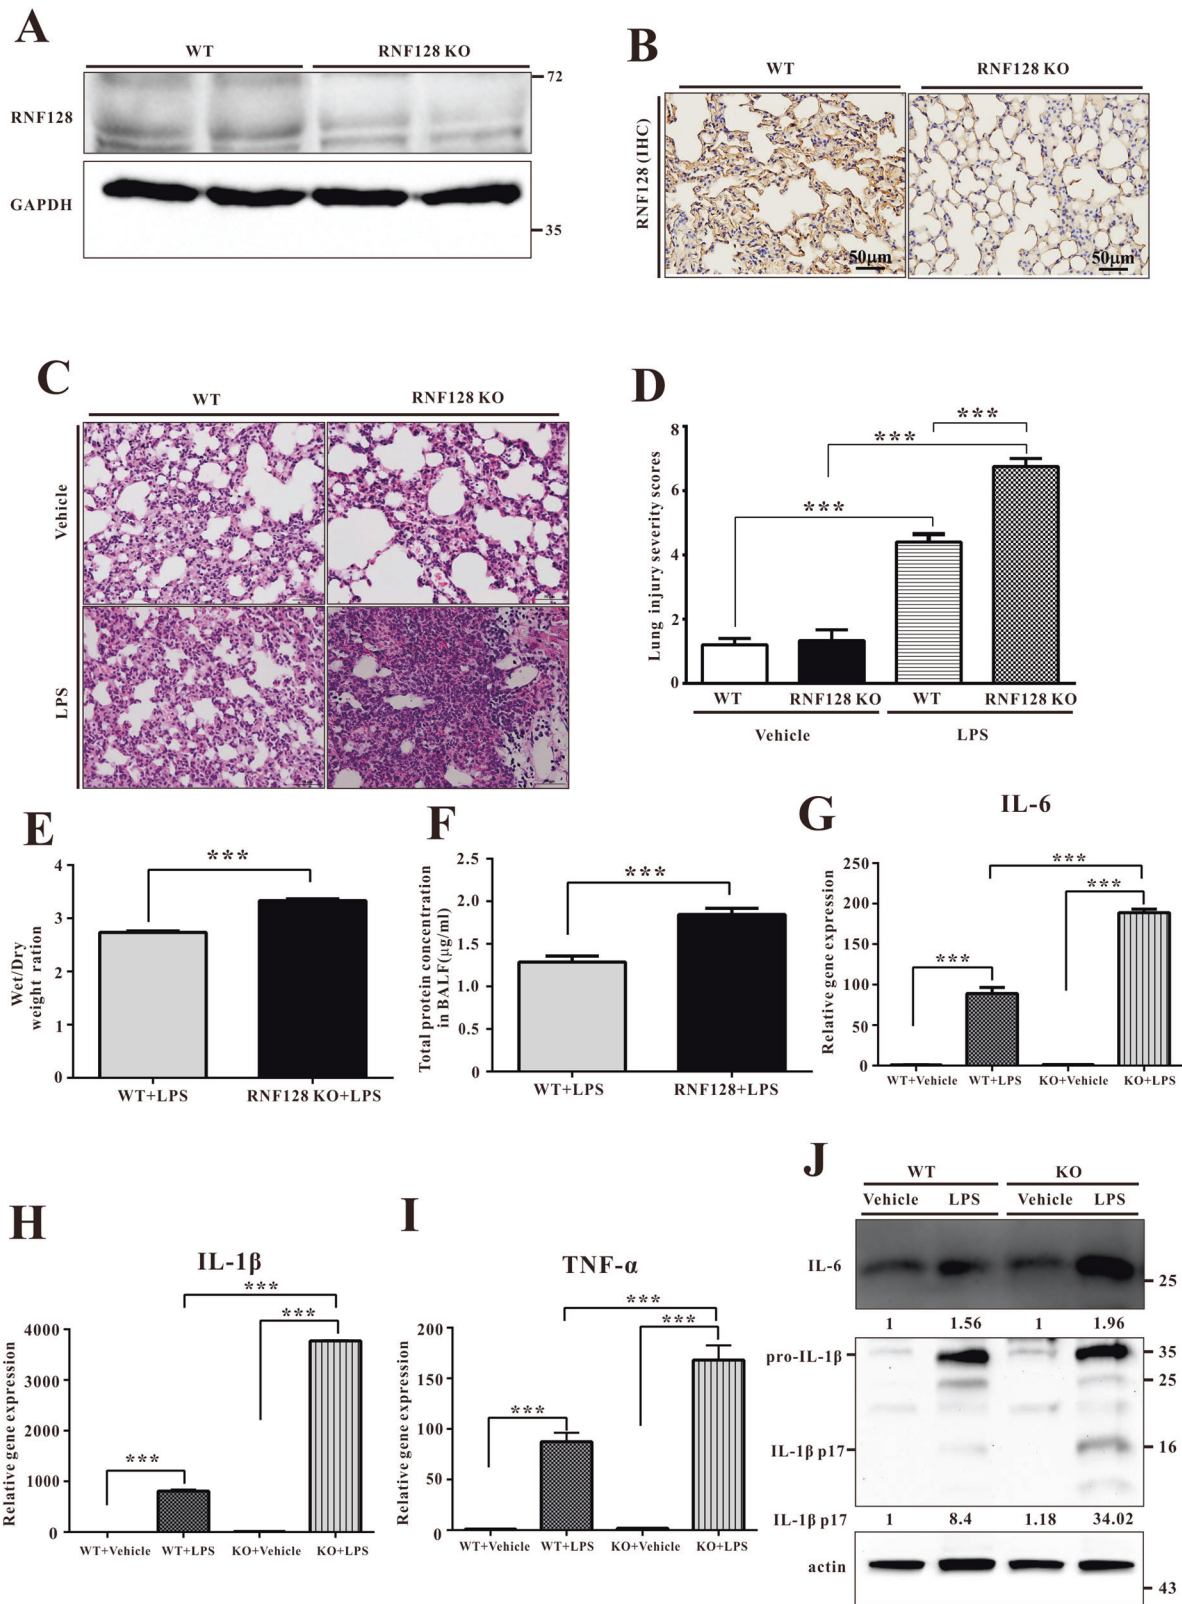 A
WT RNF128 KO
72
RNF128
GAPDH
35
B
WT RNF128 KO
RNF128 (IHC)
50μm 50μm
C
WT RNF128 KO
Vehicle
LPS
D
Lung injury severity scores
8
6
4
2
0
***
***
***
WT RNF128 KO WT RNF128 KO
Vehicle LPS
E
Wet/Dry
weight ration
4
3
2
1
0
***
WT+LPS RNF128 KO+LPS
F
Total protein concentration
in BALF(μg/ml)
2.5
2.0
1.5
1.0
0.5
0
***
WT+LPS RNF128+LPS
G
IL-6
Relative gene expression
250
200
150
100
50
0
***
***
***
WT+Vehicle WT+LPS KO+Vehicle KO+LPS
H
IL-1β
Relative gene expression
4000
3000
2000
1000
0
***
***
***
WT+Vehicle WT+LPS KO+Vehicle KO+LPS
I
TNF-α
Relative gene expression
200
150
100
50
0
***
***
***
WT+Vehicle WT+LPS KO+Vehicle KO+LPS
J
WT KO
Vehicle LPS Vehicle LPS
IL-6
25
1 1.56 1 1.96
pro-IL-1β
35
25
IL-1β p17
16
IL-1β p17 1 8.4 1.18 34.02
actin
43